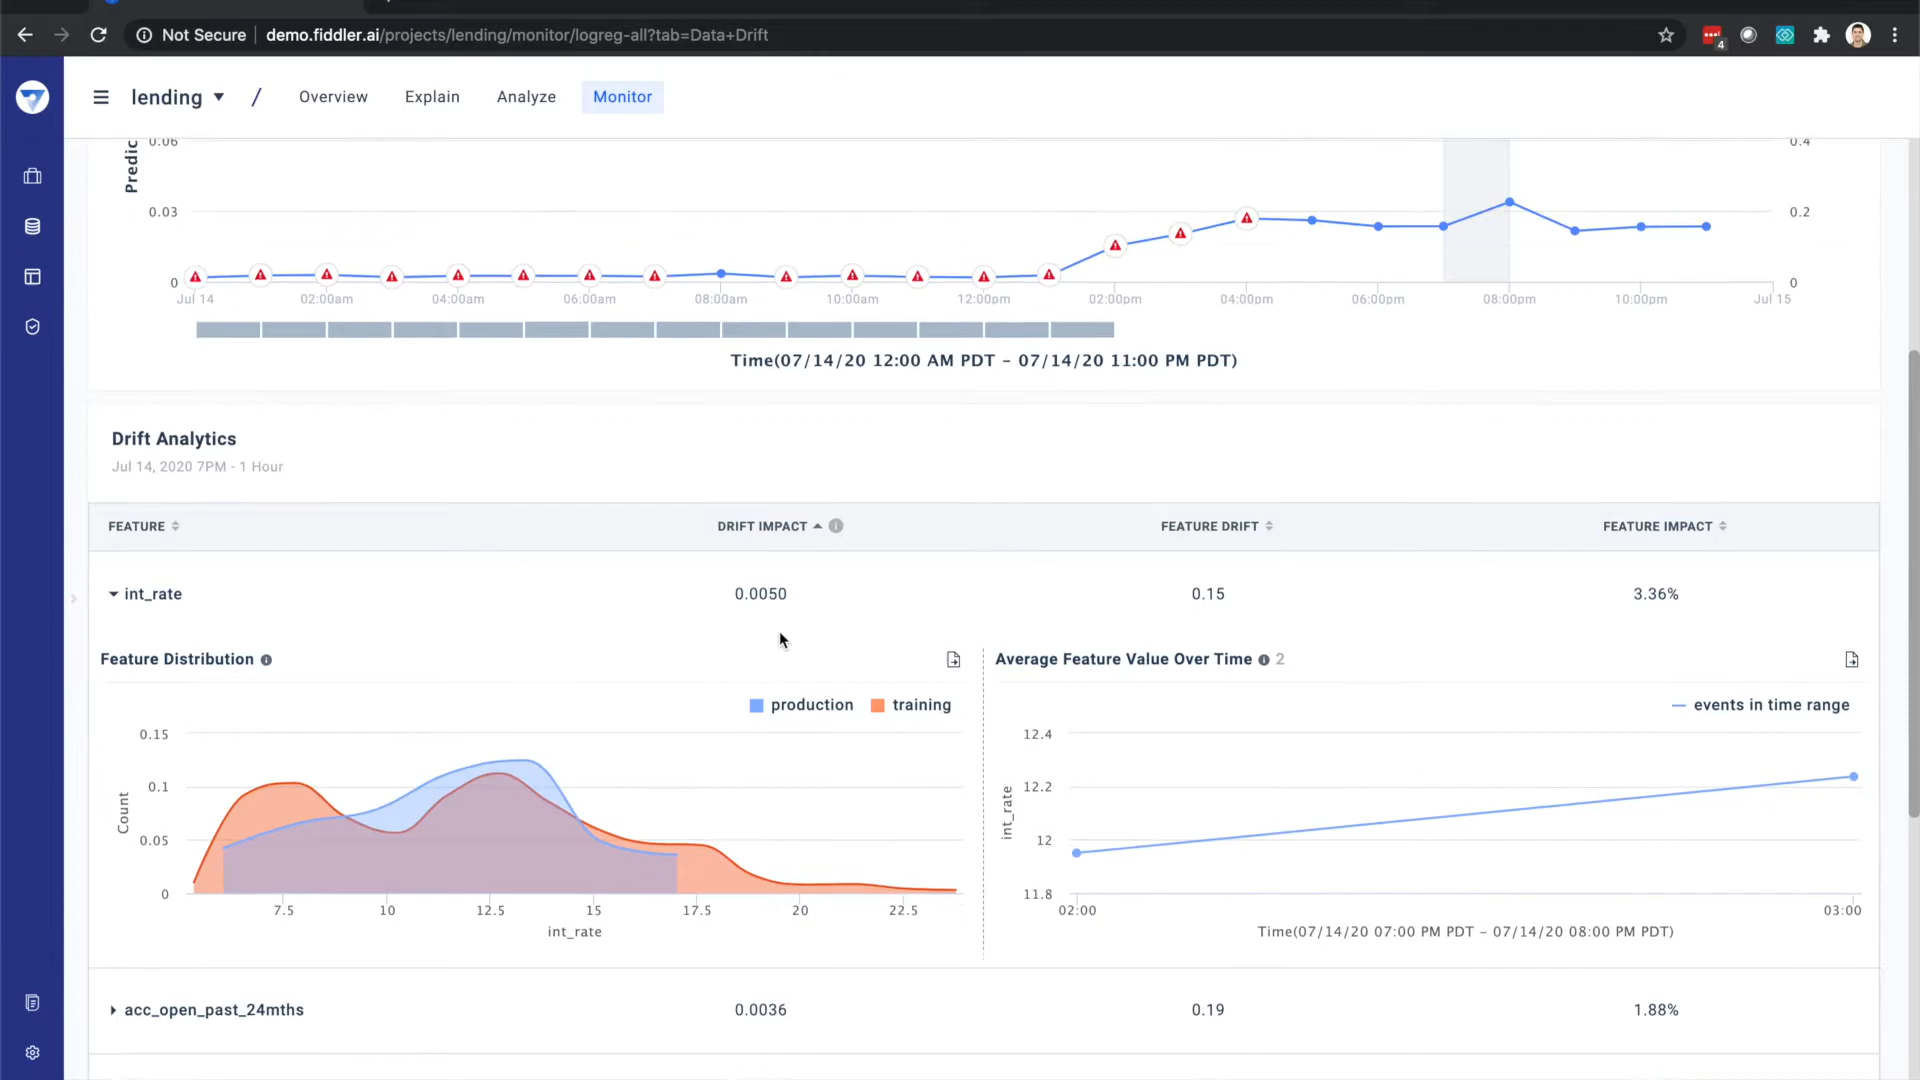 Not Secure demo.fiddler.ai/projects/lending/monitor/logreg-all?tab=Data+Drift
4
lending / Overview Explain Analyze Monitor
Predic
0.06 0.4
0.03 0.2
0 0
Jul 14 02:00am 04:00am 06:00am 08:00am 10:00am 12:00pm 02:00pm 04:00pm 06:00pm 08:00pm 10:00pm Jul 15
Time(07/14/20 12:00 AM PDT - 07/14/20 11:00 PM PDT)
Drift Analytics
Jul 14, 2020 7PM - 1 Hour
FEATURE DRIFT IMPACT FEATURE DRIFT FEATURE IMPACT
int_rate 0.0050 0.15 3.36%
Feature Distribution
production training
0.15
0.1
0.05
0
Count
7.5 10 12.5 15 17.5 20 22.5
int_rate
Average Feature Value Over Time 2
events in time range
12.4
12.2
12
11.8
int_rate
02:00 03:00
Time(07/14/20 07:00 PM PDT - 07/14/20 08:00 PM PDT)
acc_open_past_24mths 0.0036 0.19 1.88%